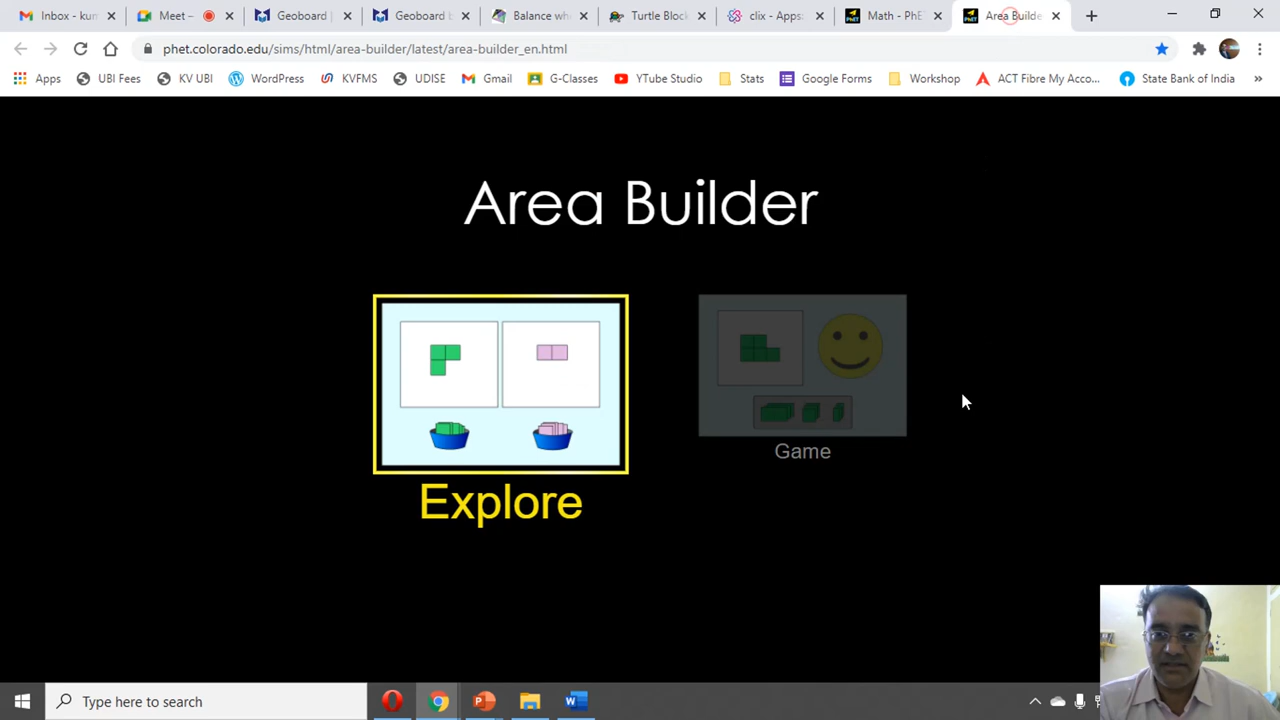 Inbox - kum
Meet –
Geoboard
Geoboard b
Balance wh
Turtle Block
clix - Apps:
Math - PhET
Area Builde
phet.colorado.edu/sims/html/area-builder/latest/area-builder_en.html
Apps
UBI Fees
KV UBI
WordPress
KVFMS
UDISE
Gmail
G-Classes
YTube Studio
Stats
Google Forms
Workshop
ACT Fibre My Acco...
State Bank of India
»
Area Builder
Explore
Game
Type here to search